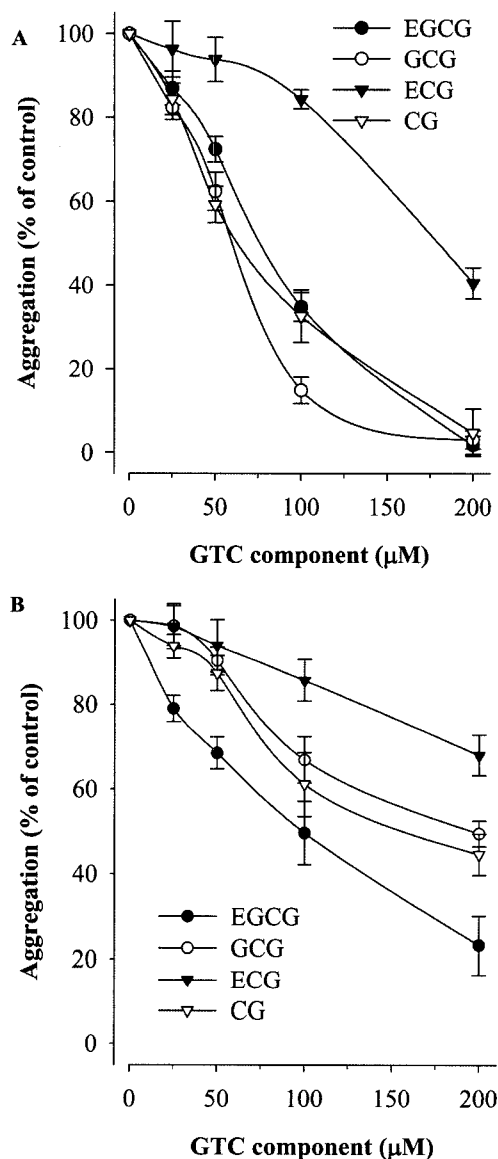 A
Aggregation (% of control)
100
80
60
40
20
0
EGCG
GCG
ECG
CG
0 50 100 150 200
GTC component (μM)
B
Aggregation (% of control)
100
80
60
40
20
0
EGCG
GCG
ECG
CG
0 50 100 150 200
GTC component (μM)